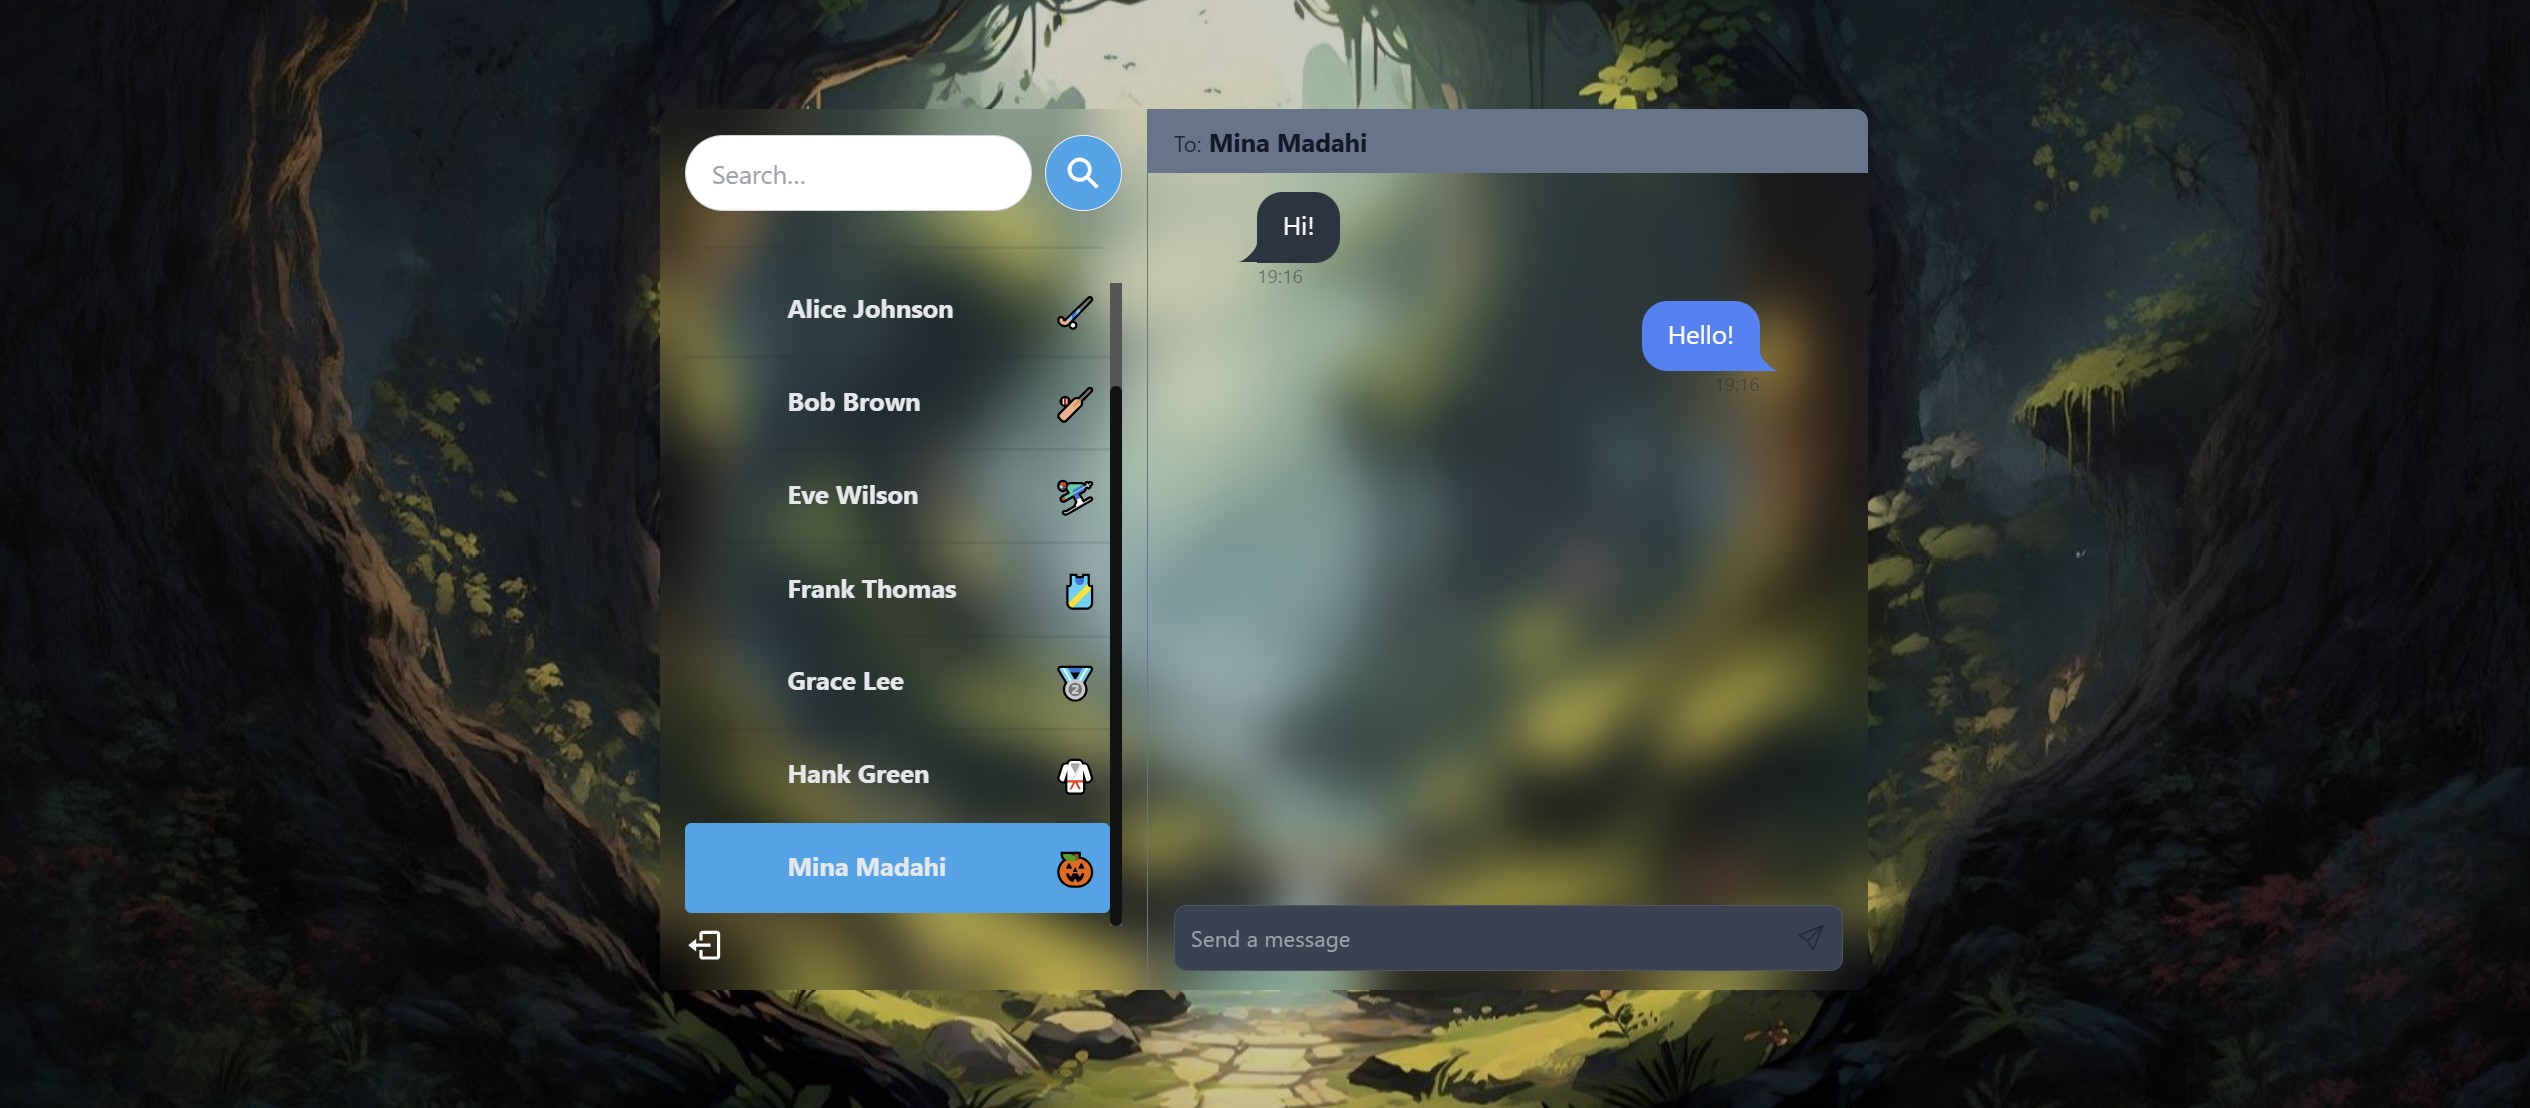 Search...
Alice Johnson
Bob Brown
Eve Wilson
Frank Thomas
Grace Lee
2
Hank Green
Mina Madahi
To: Mina Madahi
Hi!
19:16
Hello!
19:16
Send a message